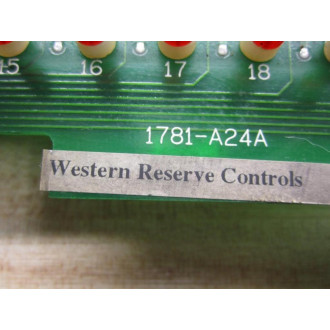 15 16 17 18
1781-A24A
Western Reserve Controls